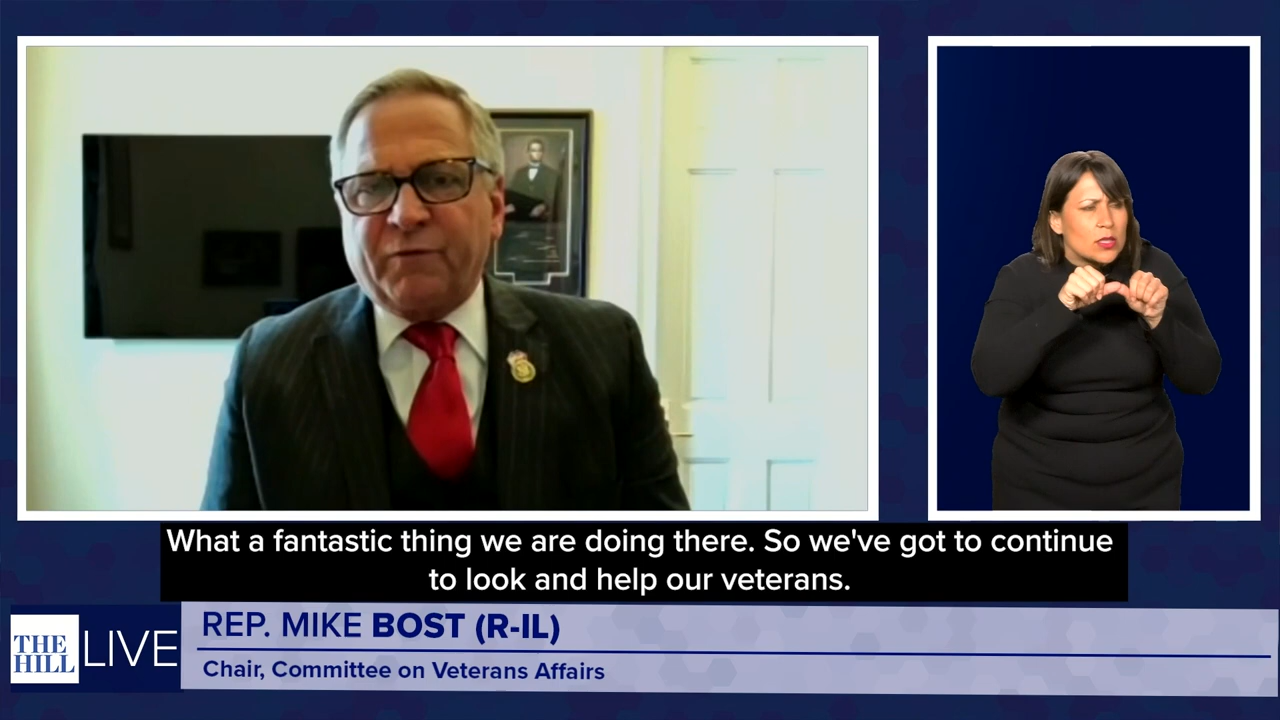 What a fantastic thing we are doing there. So we've got to continue
to look and help our veterans.
THE
HILL
LIVE
REP. MIKE BOST (R-IL)
Chair, Committee on Veterans Affairs